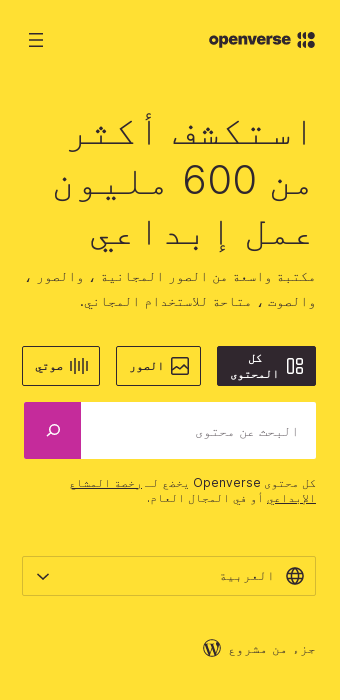 openverse
استكشف أكثر
من 600 مليون
عمل إبداعي
مكتبة واسعة من الصور المجانية ، والصور ،
والصوت ، متاحة للاستخدام المجاني.
كل
المحتوى
الصور
صوتي
البحث عن محتوى
كل محتوى Openverse يخضع لـ رخصة المشاع
الإبداعي أو في المجال العام.
العربية
جزء من مشروع